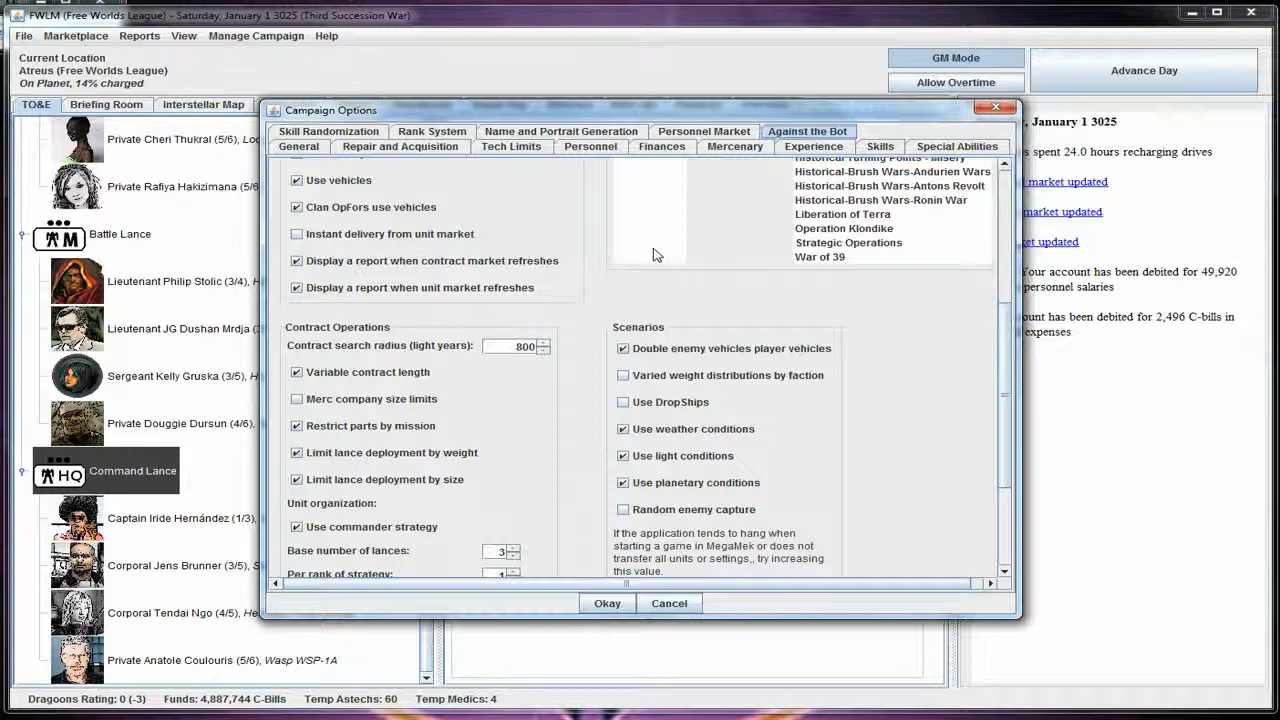 FWLM (Free Worlds League) - Saturday, January 1 3025 (Third Succession War)
File Marketplace Reports View Manage Campaign Help
Current Location
Atreus (Free Worlds League)
On Planet, 14% charged
GM Mode
Allow Overtime
Advance Day
TO&E Briefing Room Interstellar Map
Private Cheri Thukral (5/6),
Private Rafiya Hakizimana (5/6
M Battle Lance
Lieutenant Philip Stolic (3/4),
Lieutenant JG Dushan Mrdja
Sergeant Kelly Gruska (3/5),
Private Douggie Dursun (4/6),
HQ Command Lance
Captain Iride Hernández (1/3),
Corporal Jens Brunner (3/5),
Corporal Tendai Ngo (4/5),
Private Anatole Coulouris (5/6), Wasp WSP-1A
Campaign Options
Skill Randomization Rank System Name and Portrait Generation Personnel Market Against the Bot
General Repair and Acquisition Tech Limits Personnel Finances Mercenary Experience Skills Special Abilities
Use vehicles
Clan OpFors use vehicles
Instant delivery from unit market
Display a report when contract market refreshes
Display a report when unit market refreshes
Historical Turning Points - Misery
Historical-Brush Wars-Andurien Wars
Historical-Brush Wars-Antons Revolt
Historical-Brush Wars-Ronin War
Liberation of Terra
Operation Klondike
Strategic Operations
War of 39
Contract Operations
Contract search radius (light years): 800
Variable contract length
Merc company size limits
Restrict parts by mission
Limit lance deployment by weight
Limit lance deployment by size
Unit organization:
Use commander strategy
Base number of lances: 3
Per rank of strategy: 1
Scenarios
Double enemy vehicles player vehicles
Varied weight distributions by faction
Use DropShips
Use weather conditions
Use light conditions
Use planetary conditions
Random enemy capture
If the application tends to hang when
starting a game in MegaMek or does not
transfer all units or settings,, try increasing
this value.
Okay Cancel
, January 1 3025
s spent 24.0 hours recharging drives
market updated
market updated
ket updated
Your account has been debited for 49,920
personnel salaries
ount has been debited for 2,496 C-bills in
expenses
Dragoons Rating: 0 (-3) Funds: 4,887,744 C-Bills Temp Astechs: 60 Temp Medics: 4